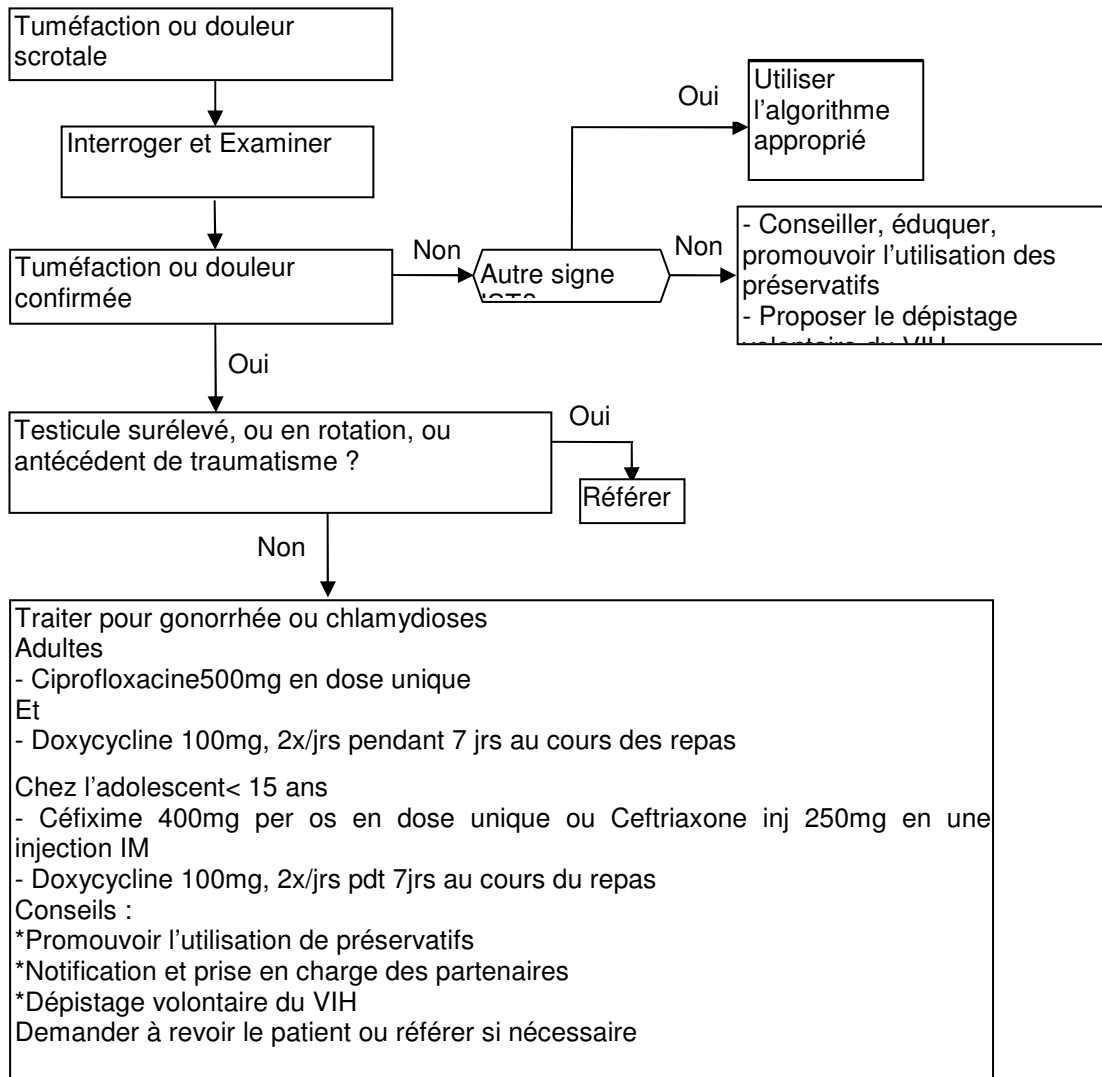 Tuméfaction ou douleur
scrotale
Interroger et Examiner
Tuméfaction ou douleur
confirmée
Non
Autre signe
Oui
Utiliser
l'algorithme
approprié
Non
- Conseiller, éduquer,
promouvoir l'utilisation des
préservatifs
- Proposer le dépistage
volontaire du VIH
Oui
Testicule surélevé, ou en rotation, ou
antécédent de traumatisme ?
Oui
Référer
Non
Traiter pour gonorrhée ou chlamydioses
Adultes
- Ciprofloxacine500mg en dose unique
Et
- Doxycycline 100mg, 2x/jrs pendant 7 jrs au cours des repas
Chez l'adolescent< 15 ans
- Céfixime 400mg per os en dose unique ou Ceftriaxone inj 250mg en une
injection IM
- Doxycycline 100mg, 2x/jrs pdt 7jrs au cours du repas
Conseils :
*Promouvoir l'utilisation de préservatifs
*Notification et prise en charge des partenaires
*Dépistage volontaire du VIH
Demander à revoir le patient ou référer si nécessaire